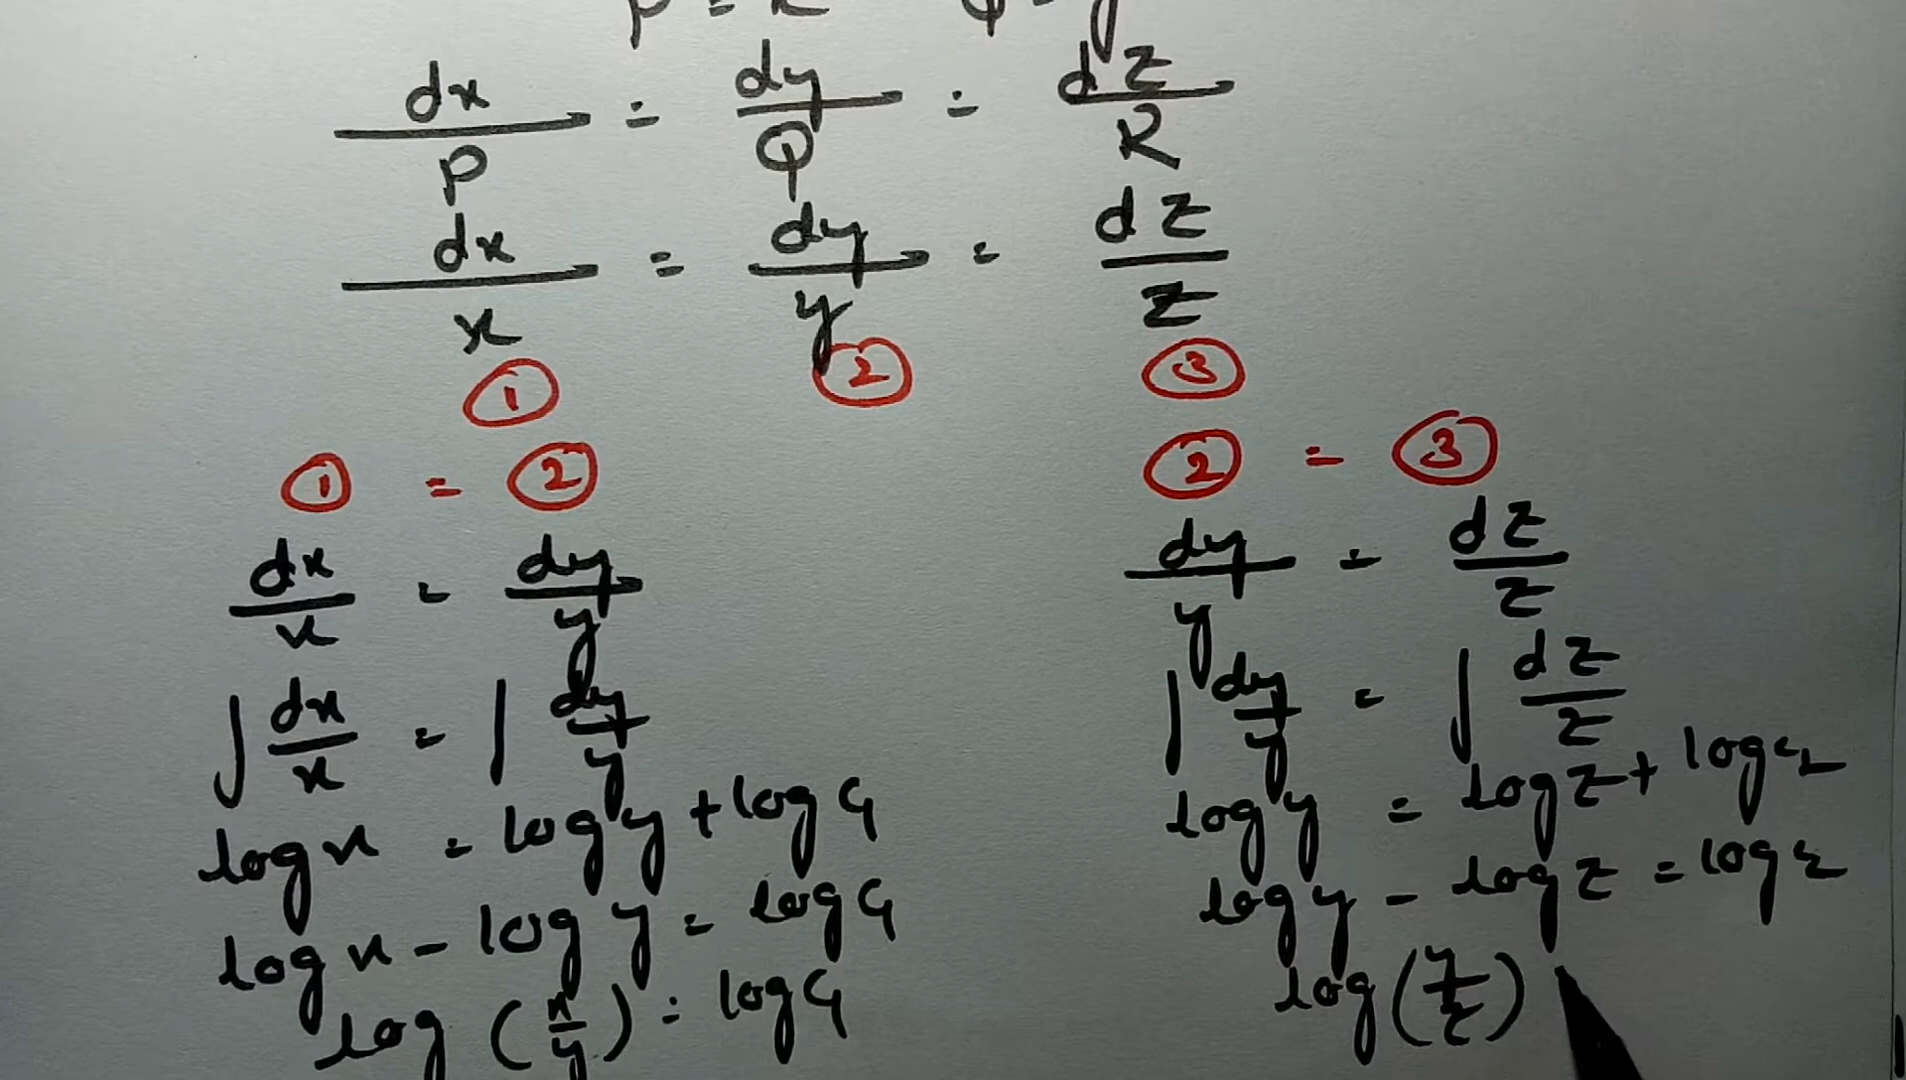 dx/P = dy/Q = dz/R
dx/x = dy/y = dz/z
① ② ③
① = ②
dx/x = dy/y
∫ dx/x = ∫ dy/y
log x = log y + log c₁
log x - log y = log c₁
log (x/y) = log c₁
② = ③
dy/y = dz/z
∫ dy/y = ∫ dz/z
log y = log z + log c₂
log y - log z = log c₂
log (y/z)